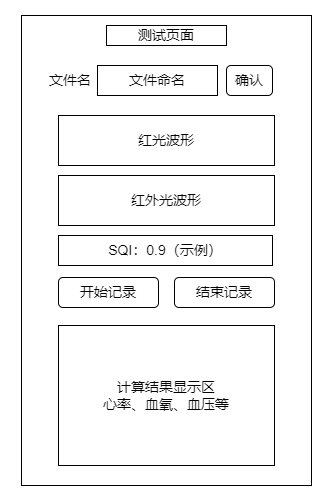 测试页面
文件名 文件命名 确认
红光波形
红外光波形
SQI：0.9（示例）
开始记录 结束记录
计算结果显示区
心率、血氧、血压等